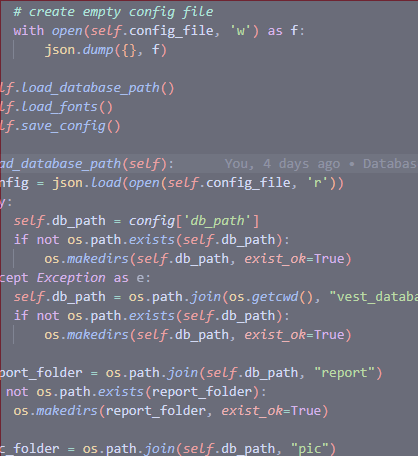 # create empty config file
with open(self.config_file, 'w') as f:
json.dump({}, f)
lf.load_database_path()
lf.load_fonts()
lf.save_config()
ad_database_path(self): You, 4 days ago • Databas
nfig = json.load(open(self.config_file, 'r'))
y:
self.db_path = config['db_path']
if not os.path.exists(self.db_path):
os.makedirs(self.db_path, exist_ok=True)
cept Exception as e:
self.db_path = os.path.join(os.getcwd(), "vest_databa
if not os.path.exists(self.db_path):
os.makedirs(self.db_path, exist_ok=True)
port_folder = os.path.join(self.db_path, "report")
not os.path.exists(report_folder):
os.makedirs(report_folder, exist_ok=True)
c_folder = os.path.join(self.db_path, "pic")